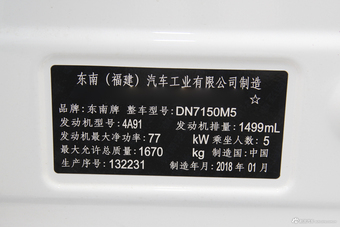 东南（福建）汽车工业有限公司制造
☆
品牌：东南牌 整车型号：DN7150M5
发动机型号：4A91 发动机排量：1499mL
发动机最大净功率：77 kW 乘坐人数：5
最大允许总质量：1670 kg 制造国：中国
生产序号：132231 制造年月：2018 年 01 月